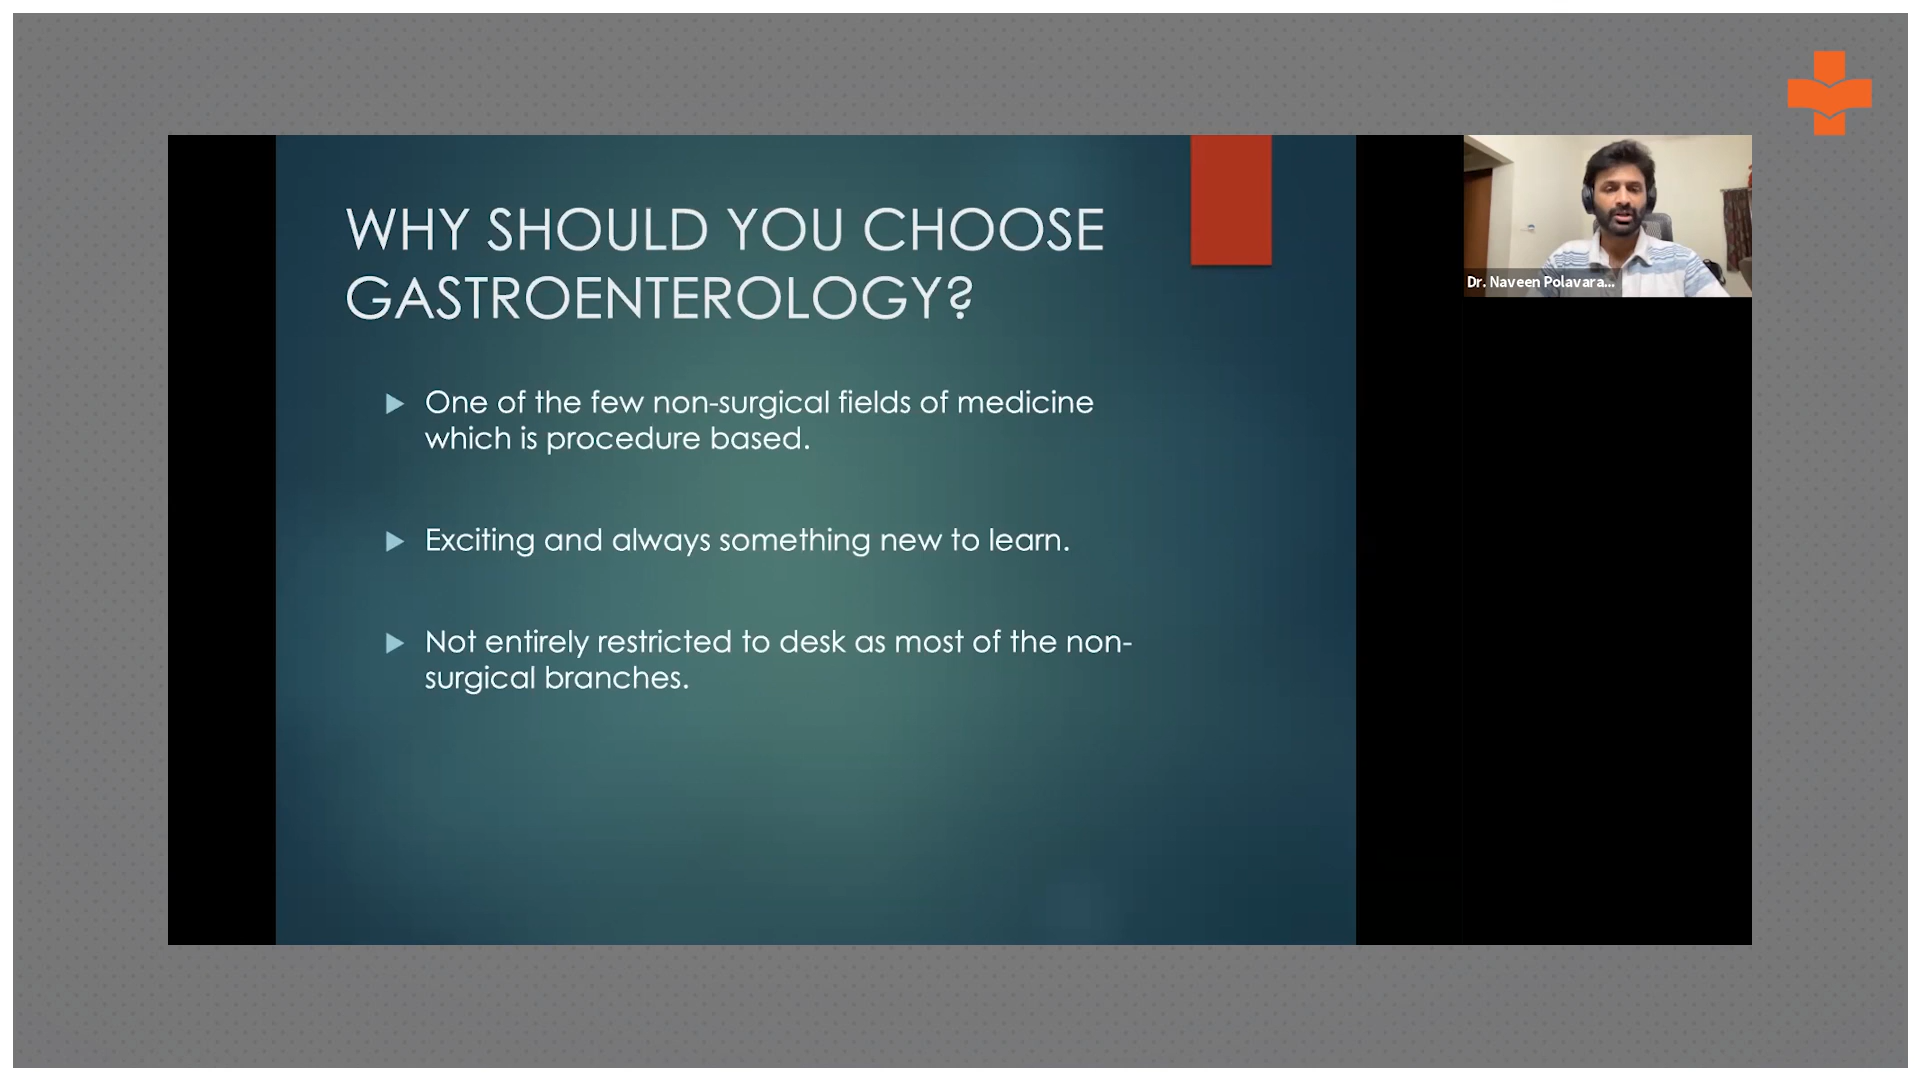 WHY SHOULD YOU CHOOSE
GASTROENTEROLOGY?
One of the few non-surgical fields of medicine
which is procedure based.
Exciting and always something new to learn.
Not entirely restricted to desk as most of the non-
surgical branches.
Dr. Naveen Polavara...